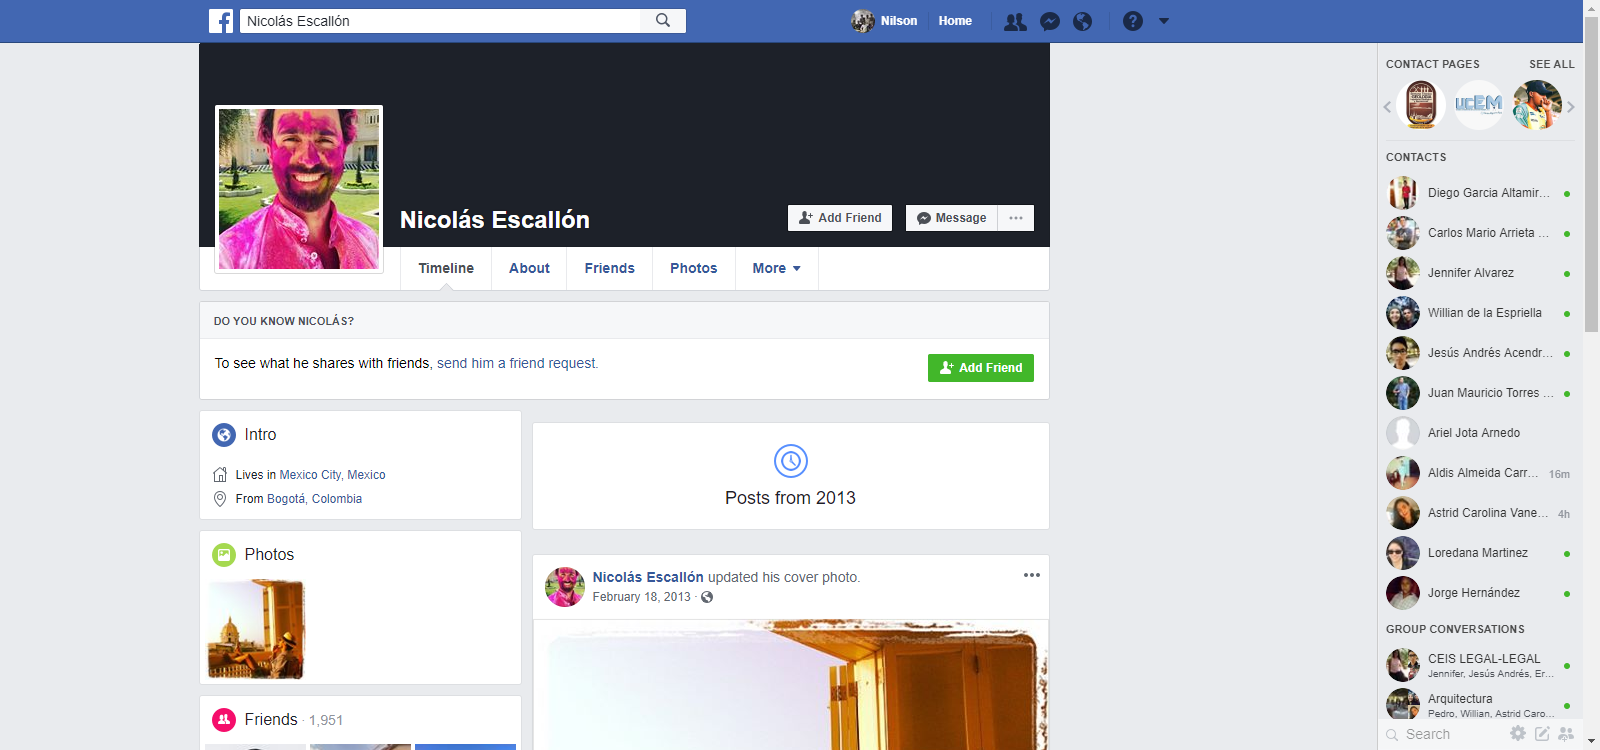 Nicolás Escallón
Nilson
Home
Nicolás Escallón
Add Friend
Message
Timeline
About
Friends
Photos
More
DO YOU KNOW NICOLÁS?
To see what he shares with friends, send him a friend request.
Add Friend
Intro
Lives in Mexico City, Mexico
From Bogotá, Colombia
Photos
Friends · 1,951
Posts from 2013
Nicolás Escallón updated his cover photo.
February 18, 2013 ·
CONTACT PAGES
SEE ALL
UCEM
CONTACTS
Diego Garcia Altamir...
Carlos Mario Arrieta ...
Jennifer Alvarez
Willian de la Espriella
Jesús Andrés Acendr...
Juan Mauricio Torres ...
Ariel Jota Arnedo
Aldis Almeida Carr... 16m
Astrid Carolina Vane... 4h
Loredana Martinez
Jorge Hernández
GROUP CONVERSATIONS
CEIS LEGAL-LEGAL
Jennifer, Jesús Andrés, Er...
Arquitectura
Pedro, Willian, Astrid Caro...
Search